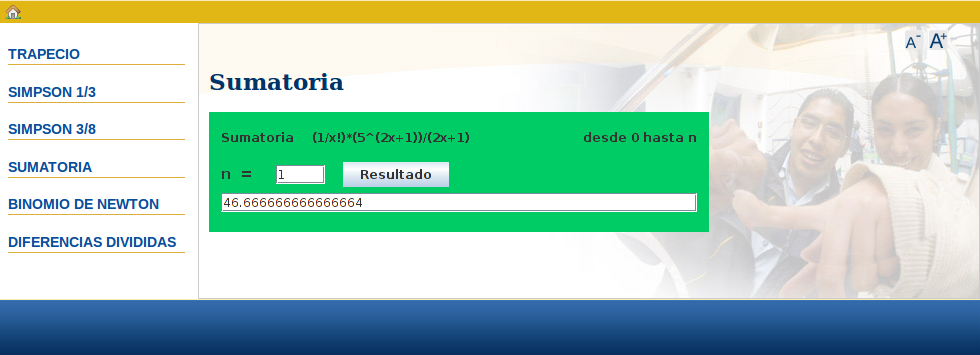 A-
A+
TRAPECIO
SIMPSON 1/3
SIMPSON 3/8
SUMATORIA
BINOMIO DE NEWTON
DIFERENCIAS DIVIDIDAS
Sumatoria
Sumatoria (1/x!)*(5^(2x+1))/(2x+1) desde 0 hasta n
n = 1 Resultado
46.666666666666664